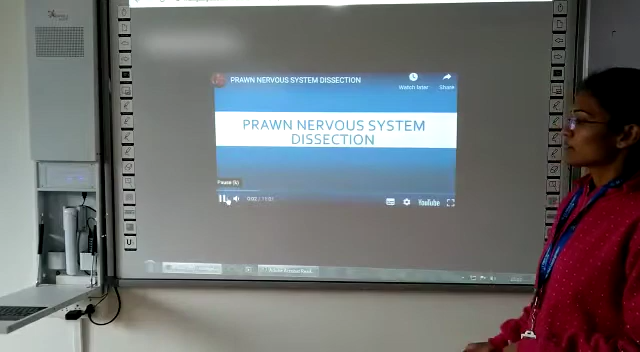 PRAWN NERVOUS SYSTEM DISSECTION
Watch later
Share
PRAWN NERVOUS SYSTEM
DISSECTION
Pause (k)
YouTube